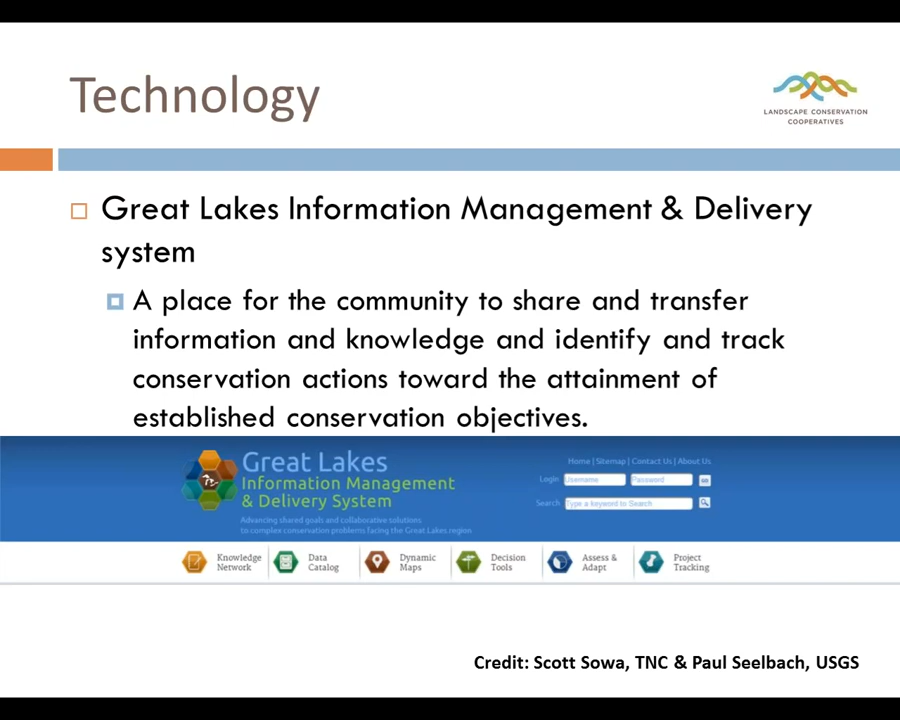 Technology
LANDSCAPE CONSERVATION
COOPERATIVES
Great Lakes Information Management & Delivery
system
A place for the community to share and transfer
information and knowledge and identify and track
conservation actions toward the attainment of
established conservation objectives.
Great Lakes
Information Management
& Delivery System
Advancing shared goals and collaborative solutions
to complex conservation problems facing the Great Lakes region
Home | Sitemap | Contact Us | About Us
Login Username Password GO
Search Type a keyword to Search
Knowledge
Network
Data
Catalog
Dynamic
Maps
Decision
Tools
Assess &
Adapt
Project
Tracking
Credit: Scott Sowa, TNC & Paul Seelbach, USGS